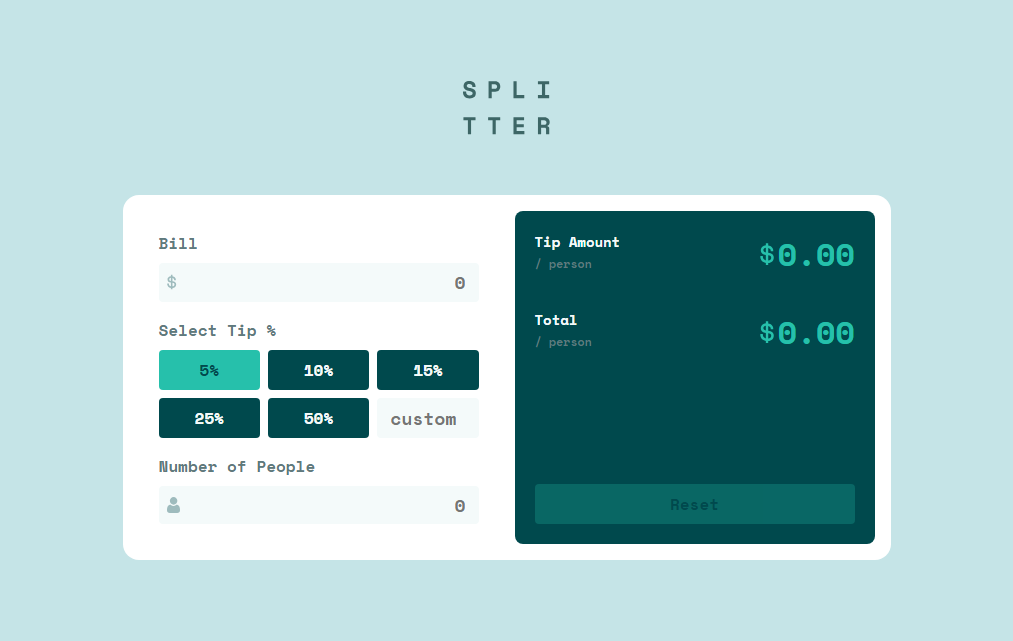 SPLI
TTER
Bill
$ 0
Select Tip %
5% 10% 15%
25% 50% custom
Number of People
0
Tip Amount
/ person
$0.00
Total
/ person
$0.00
Reset